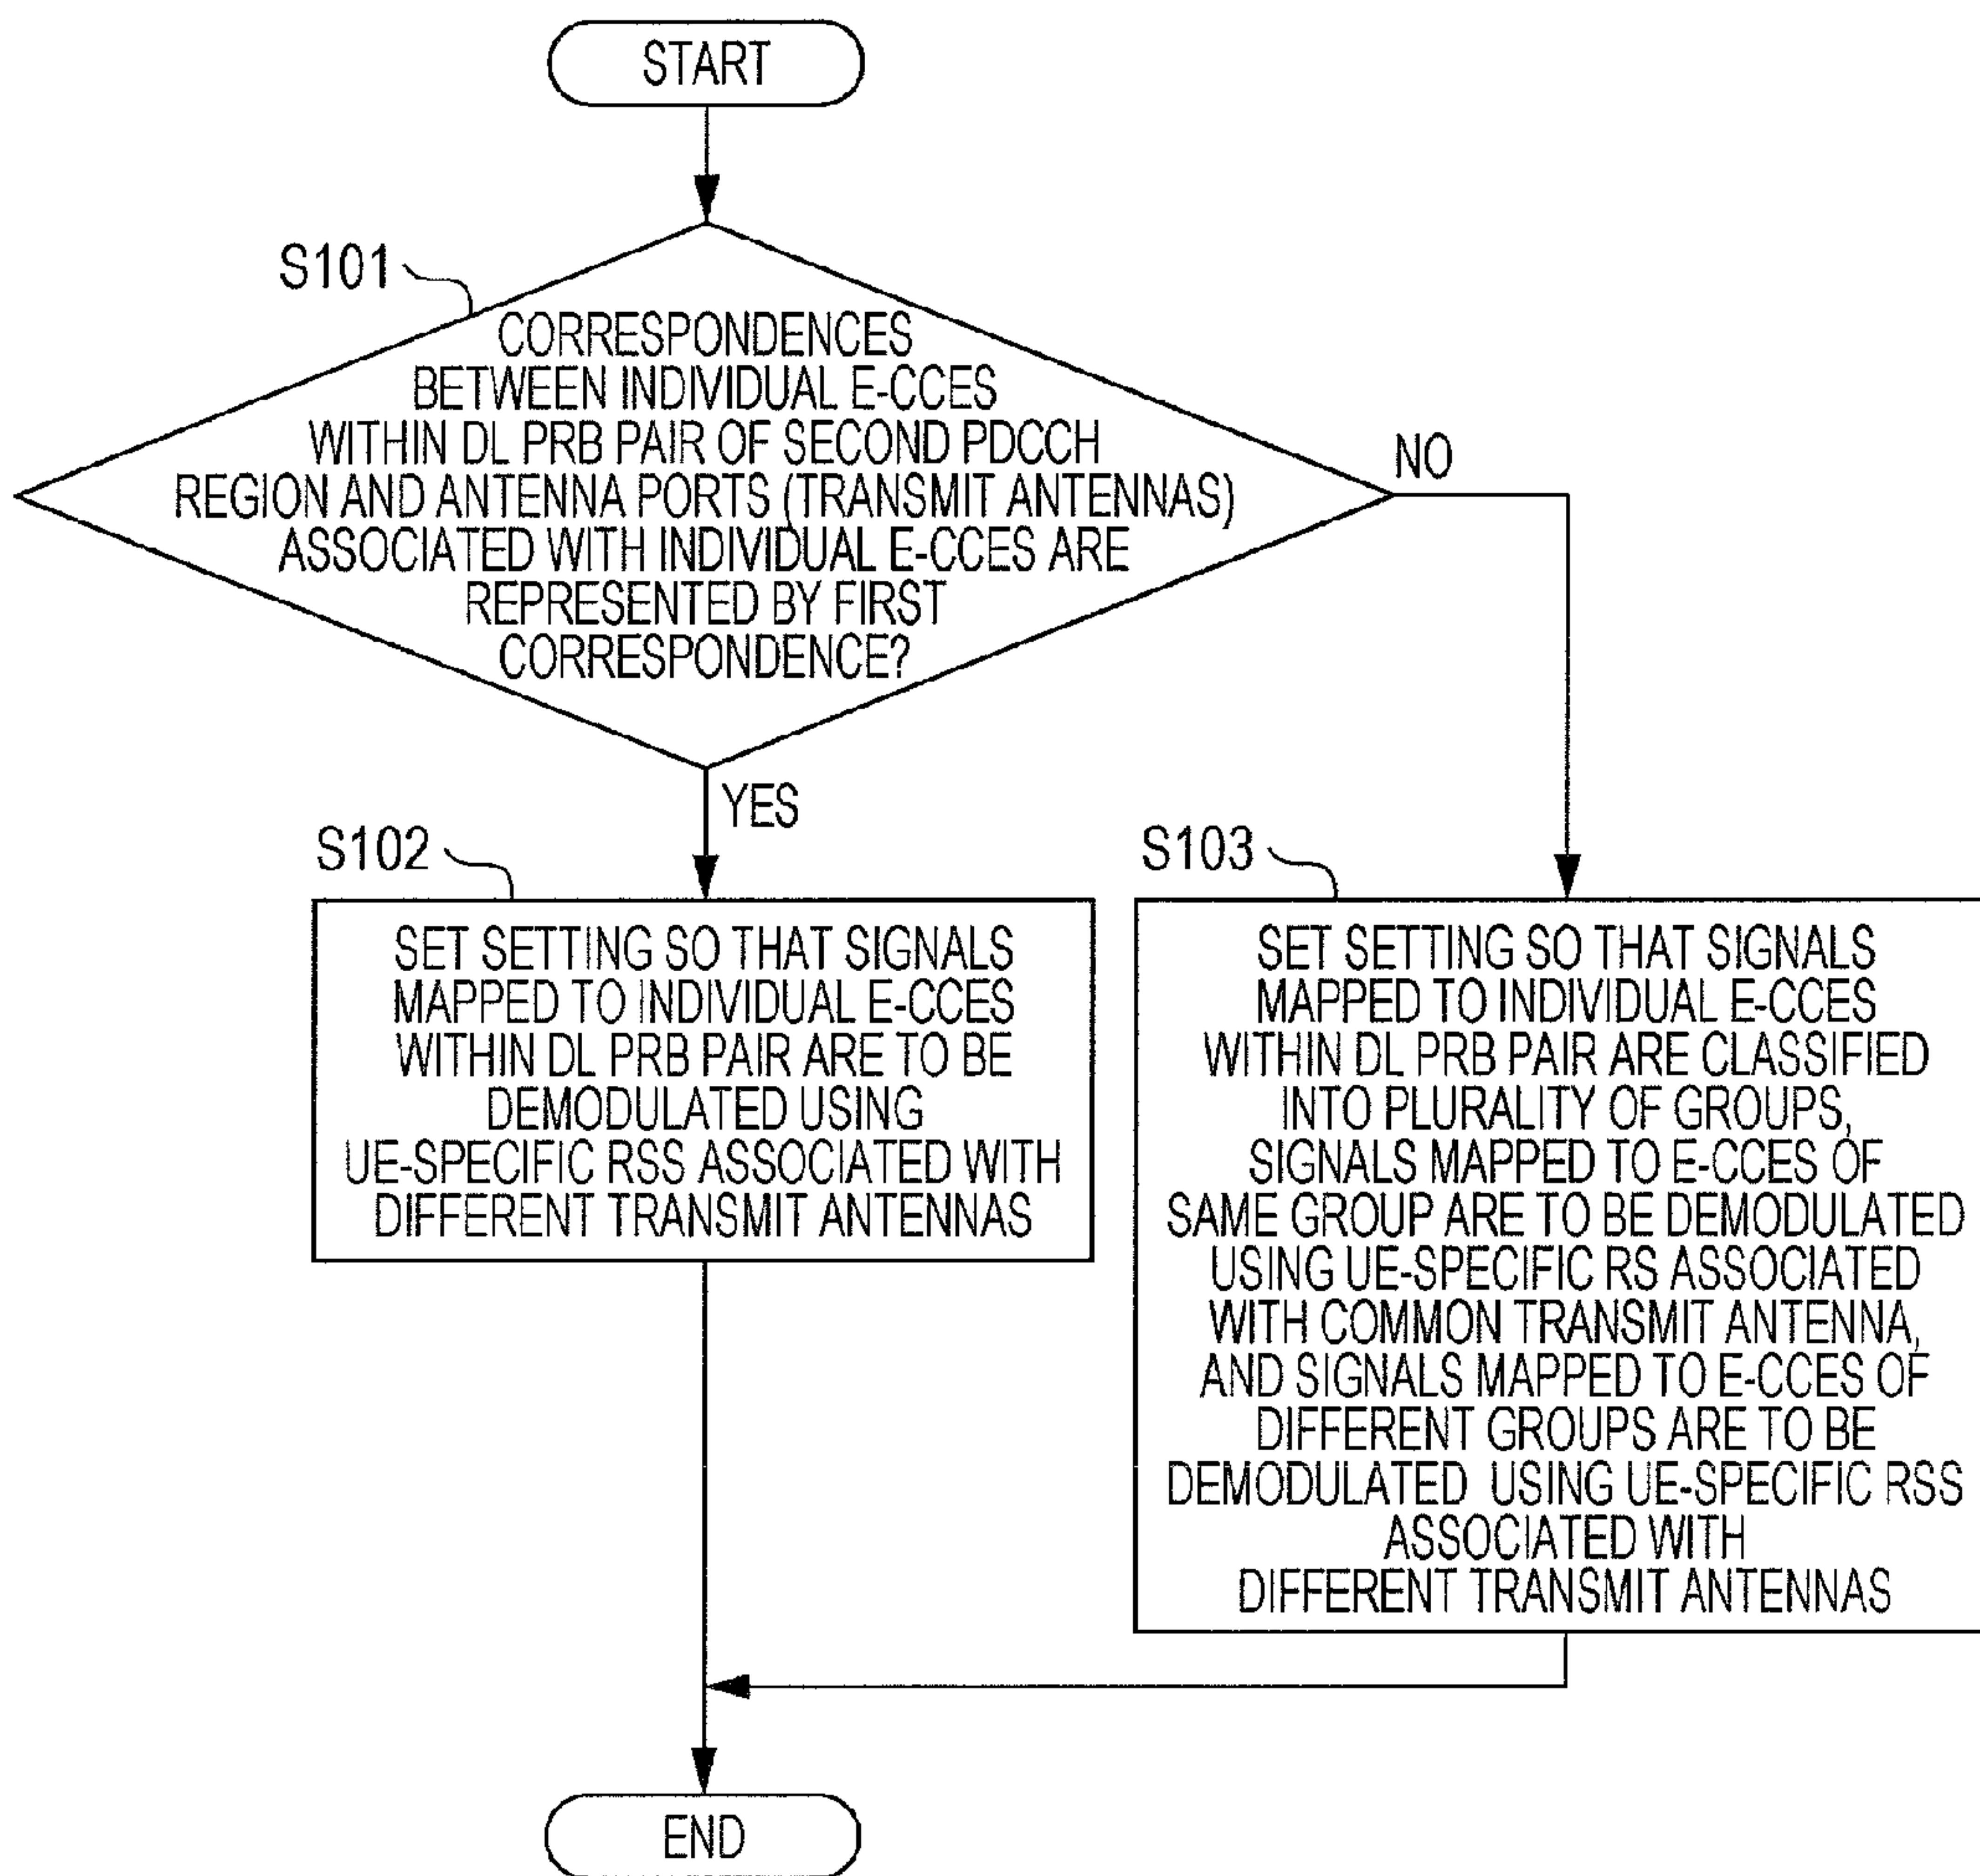 START
S101
CORRESPONDENCES
BETWEEN INDIVIDUAL E-CCES
WITHIN DL PRB PAIR OF SECOND PDCCH
REGION AND ANTENNA PORTS (TRANSMIT ANTENNAS)
ASSOCIATED WITH INDIVIDUAL E-CCES ARE
REPRESENTED BY FIRST
CORRESPONDENCE?
NO
YES
S102
SET SETTING SO THAT SIGNALS
MAPPED TO INDIVIDUAL E-CCES
WITHIN DL PRB PAIR ARE TO BE
DEMODULATED USING
UE-SPECIFIC RSS ASSOCIATED WITH
DIFFERENT TRANSMIT ANTENNAS
S103
SET SETTING SO THAT SIGNALS
MAPPED TO INDIVIDUAL E-CCES
WITHIN DL PRB PAIR ARE CLASSIFIED
INTO PLURALITY OF GROUPS,
SIGNALS MAPPED TO E-CCES OF
SAME GROUP ARE TO BE DEMODULATED
USING UE-SPECIFIC RS ASSOCIATED
WITH COMMON TRANSMIT ANTENNA,
AND SIGNALS MAPPED TO E-CCES OF
DIFFERENT GROUPS ARE TO BE
DEMODULATED USING UE-SPECIFIC RSS
ASSOCIATED WITH
DIFFERENT TRANSMIT ANTENNAS
END